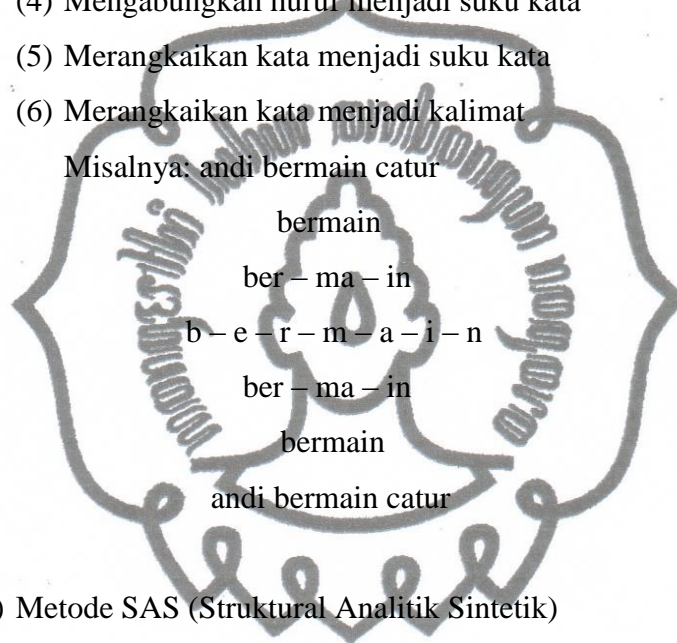 (4) Mengabungkan huruf menjadi suku kata
(5) Merangkaikan kata menjadi suku kata
(6) Merangkaikan kata menjadi kalimat
Misalnya: andi bermain catur
bermain
ber – ma – in
b – e – r – m – a – i – n
ber – ma – in
bermain
andi bermain catur
) Metode SAS (Struktural Analitik Sintetik)